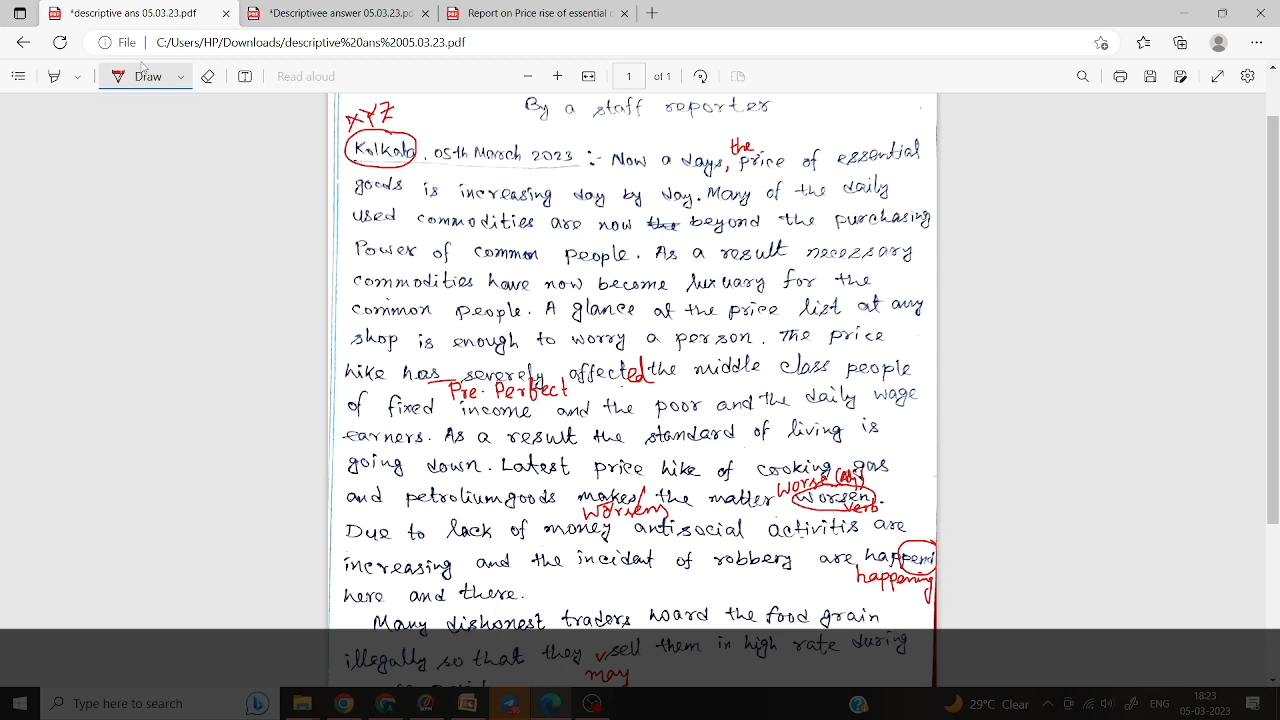 *descriptive ans 05.03.23.pdf
*Descriptive answer 05.03.23.pd
Report on Price rise of essential c
File
C:/Users/HP/Downloads/descriptive%20ans%2005.03.23.pdf
Draw
Read aloud
1 of 1
By a staff reporter
XYZ
the
Kolkata, 05th March 2023 :- Now a days, price of essential
goods is increasing day by day. Many of the daily
used commodities are now the beyond the purchasing
Power of common people. As a result necessary
commodities have now become luxuary for the
common people. A glance at the price list at any
shop is enough to worry a person. The price
hike has severely affected the middle class people
Pre. Perfect
of fixed income and the poor and the daily wage
earners. As a result the standard of living is
going down. Latest price hike of cooking gas
worse (adj)
and petroliumgoods makes the matter worsen.
worsens
verb
Due to lack of money antisocial activitis are
increasing and the incident of robbery are happend
happening
here and there.
Many dishonest traders hoard the food grain
illegally so that they sell them in high rate during
may
Type here to search
29°C Clear
ENG
18:23
05-03-2023